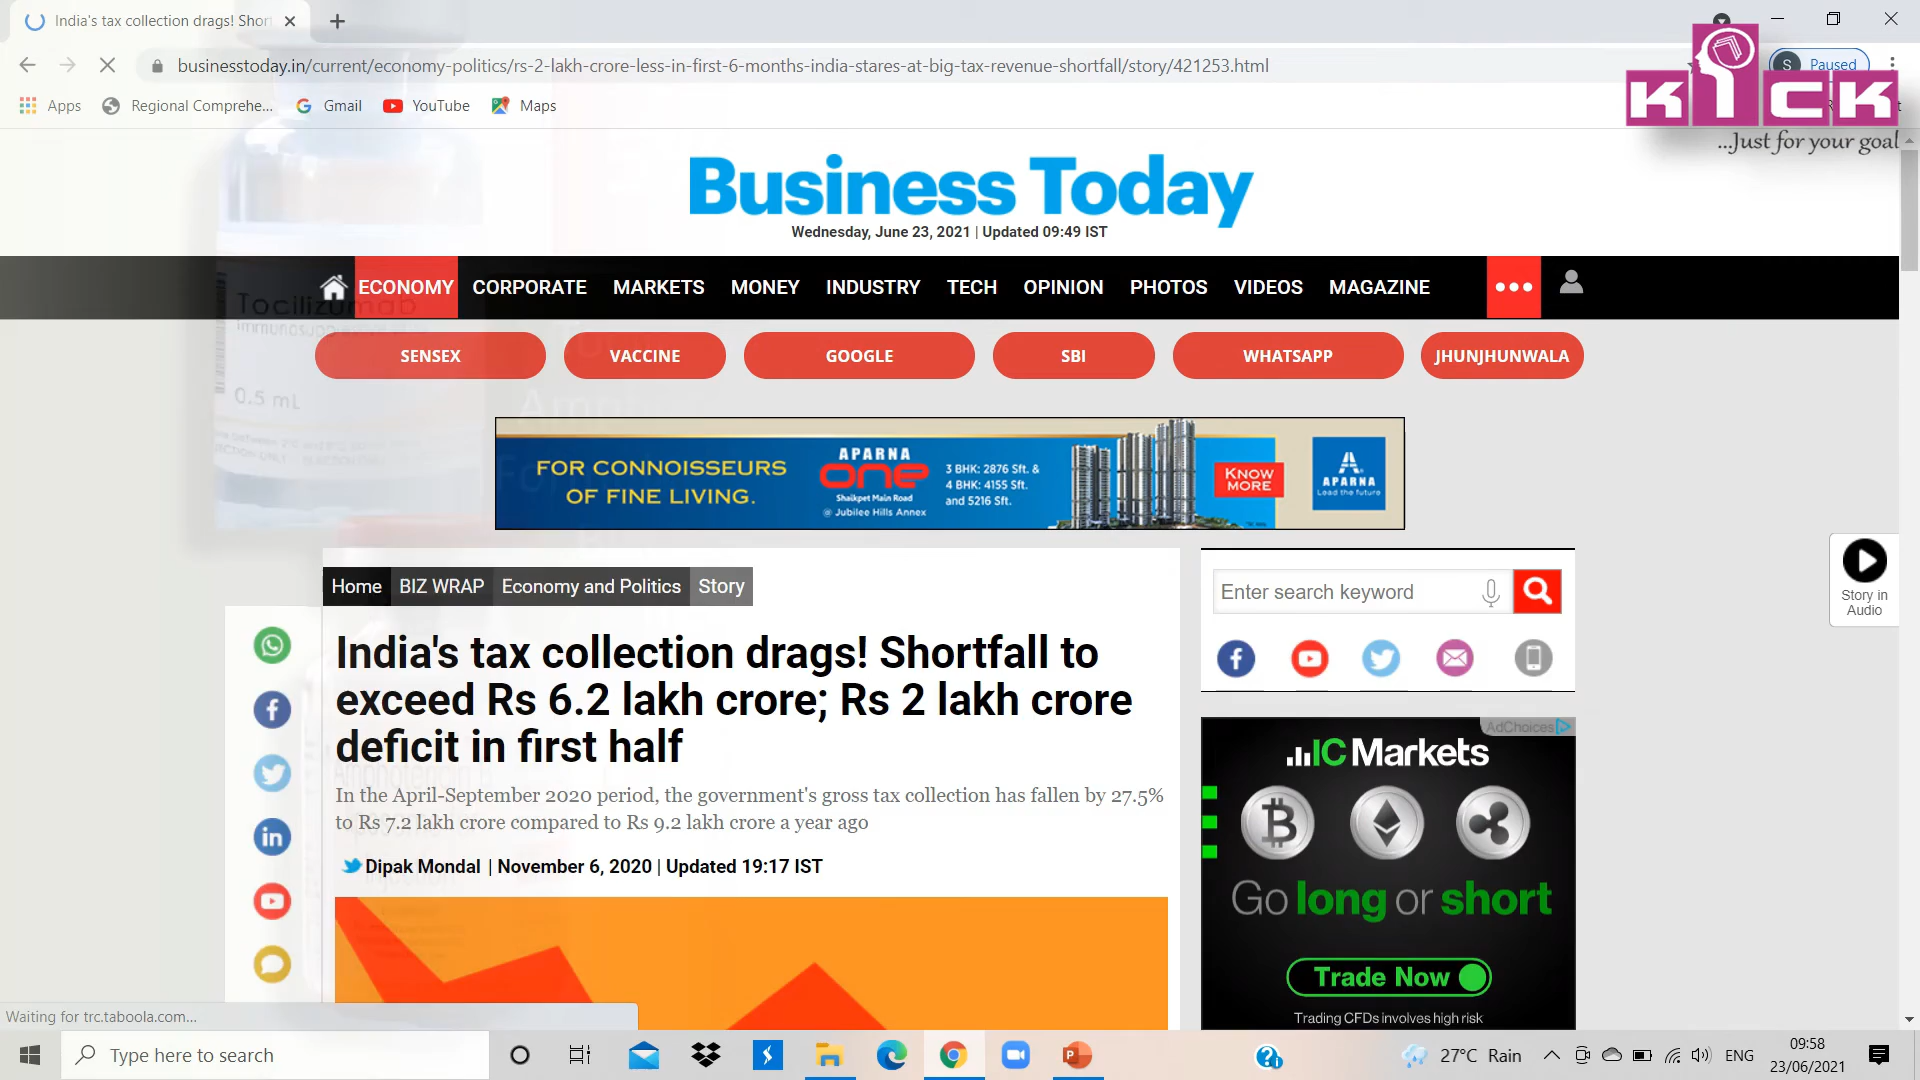 India's tax collection drags! Shor
businesstoday.in/current/economy-politics/rs-2-lakh-crore-less-in-first-6-months-india-stares-at-big-tax-revenue-shortfall/story/421253.html
S Paused
Apps Regional Comprehe... Gmail YouTube Maps
KICK
...Just for your goal
Business Today
Wednesday, June 23, 2021 | Updated 09:49 IST
ECONOMY CORPORATE MARKETS MONEY INDUSTRY TECH OPINION PHOTOS VIDEOS MAGAZINE
Tocilizumab
SENSEX VACCINE GOOGLE SBI WHATSAPP JHUNJHUNWALA
0.5 mL
FOR CONNOISSEURS
OF FINE LIVING.
APARNA
one
Shaikpet Main Road
@ Jubilee Hills Annex
3 BHK: 2876 Sft. &
4 BHK: 4155 Sft.
and 5216 Sft.
KNOW
MORE
APARNA
Lead the future
Home BIZ WRAP Economy and Politics Story
Enter search keyword
Story in
Audio
India's tax collection drags! Shortfall to
exceed Rs 6.2 lakh crore; Rs 2 lakh crore
deficit in first half
In the April-September 2020 period, the government's gross tax collection has fallen by 27.5%
to Rs 7.2 lakh crore compared to Rs 9.2 lakh crore a year ago
Dipak Mondal | November 6, 2020 | Updated 19:17 IST
AdChoices
IC Markets
Go long or short
Trade Now
Trading CFDs involves high risk
Waiting for trc.taboola.com...
Type here to search
27°C Rain
ENG
09:58
23/06/2021